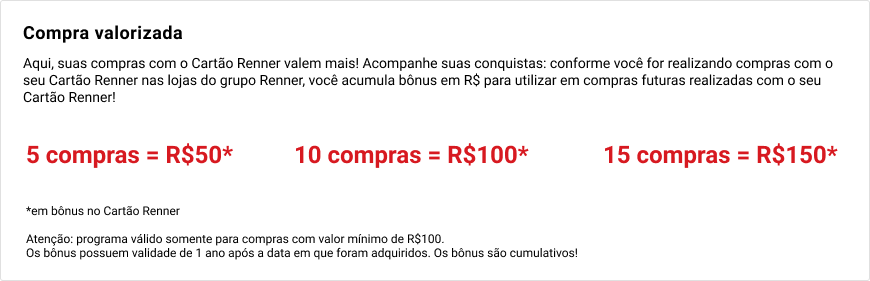 Compra valorizada
Aqui, suas compras com o Cartão Renner valem mais! Acompanhe suas conquistas: conforme você for realizando compras com o
seu Cartão Renner nas lojas do grupo Renner, você acumula bônus em R$ para utilizar em compras futuras realizadas com o seu
Cartão Renner!
5 compras = R$50*
10 compras = R$100*
15 compras = R$150*
*em bônus no Cartão Renner
Atenção: programa válido somente para compras com valor mínimo de R$100.
Os bônus possuem validade de 1 ano após a data em que foram adquiridos. Os bônus são cumulativos!